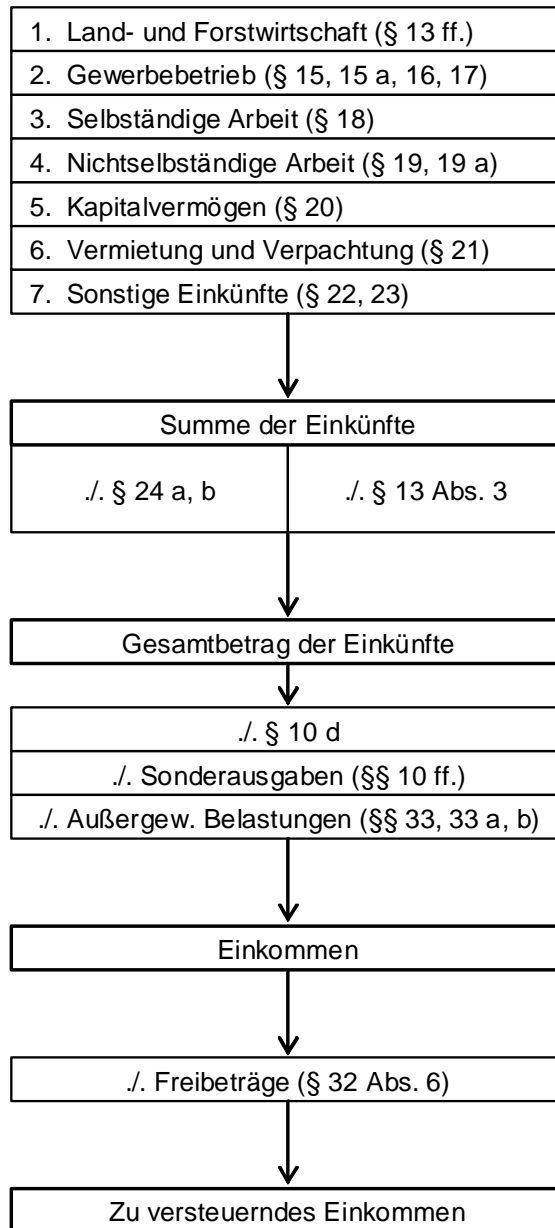 1. Land- und Forstwirtschaft (§ 13 ff.)
2. Gewerbebetrieb (§ 15, 15 a, 16, 17)
3. Selbständige Arbeit (§ 18)
4. Nichtselbständige Arbeit (§ 19, 19 a)
5. Kapitalvermögen (§ 20)
6. Vermietung und Verpachtung (§ 21)
7. Sonstige Einkünfte (§ 22, 23)
Summe der Einkünfte
./. § 24 a, b
./. § 13 Abs. 3
Gesamtbetrag der Einkünfte
./. § 10 d
./. Sonderausgaben (§§ 10 ff.)
./. Außergew. Belastungen (§§ 33, 33 a, b)
Einkommen
./. Freibeträge (§ 32 Abs. 6)
Zu versteuerndes Einkommen